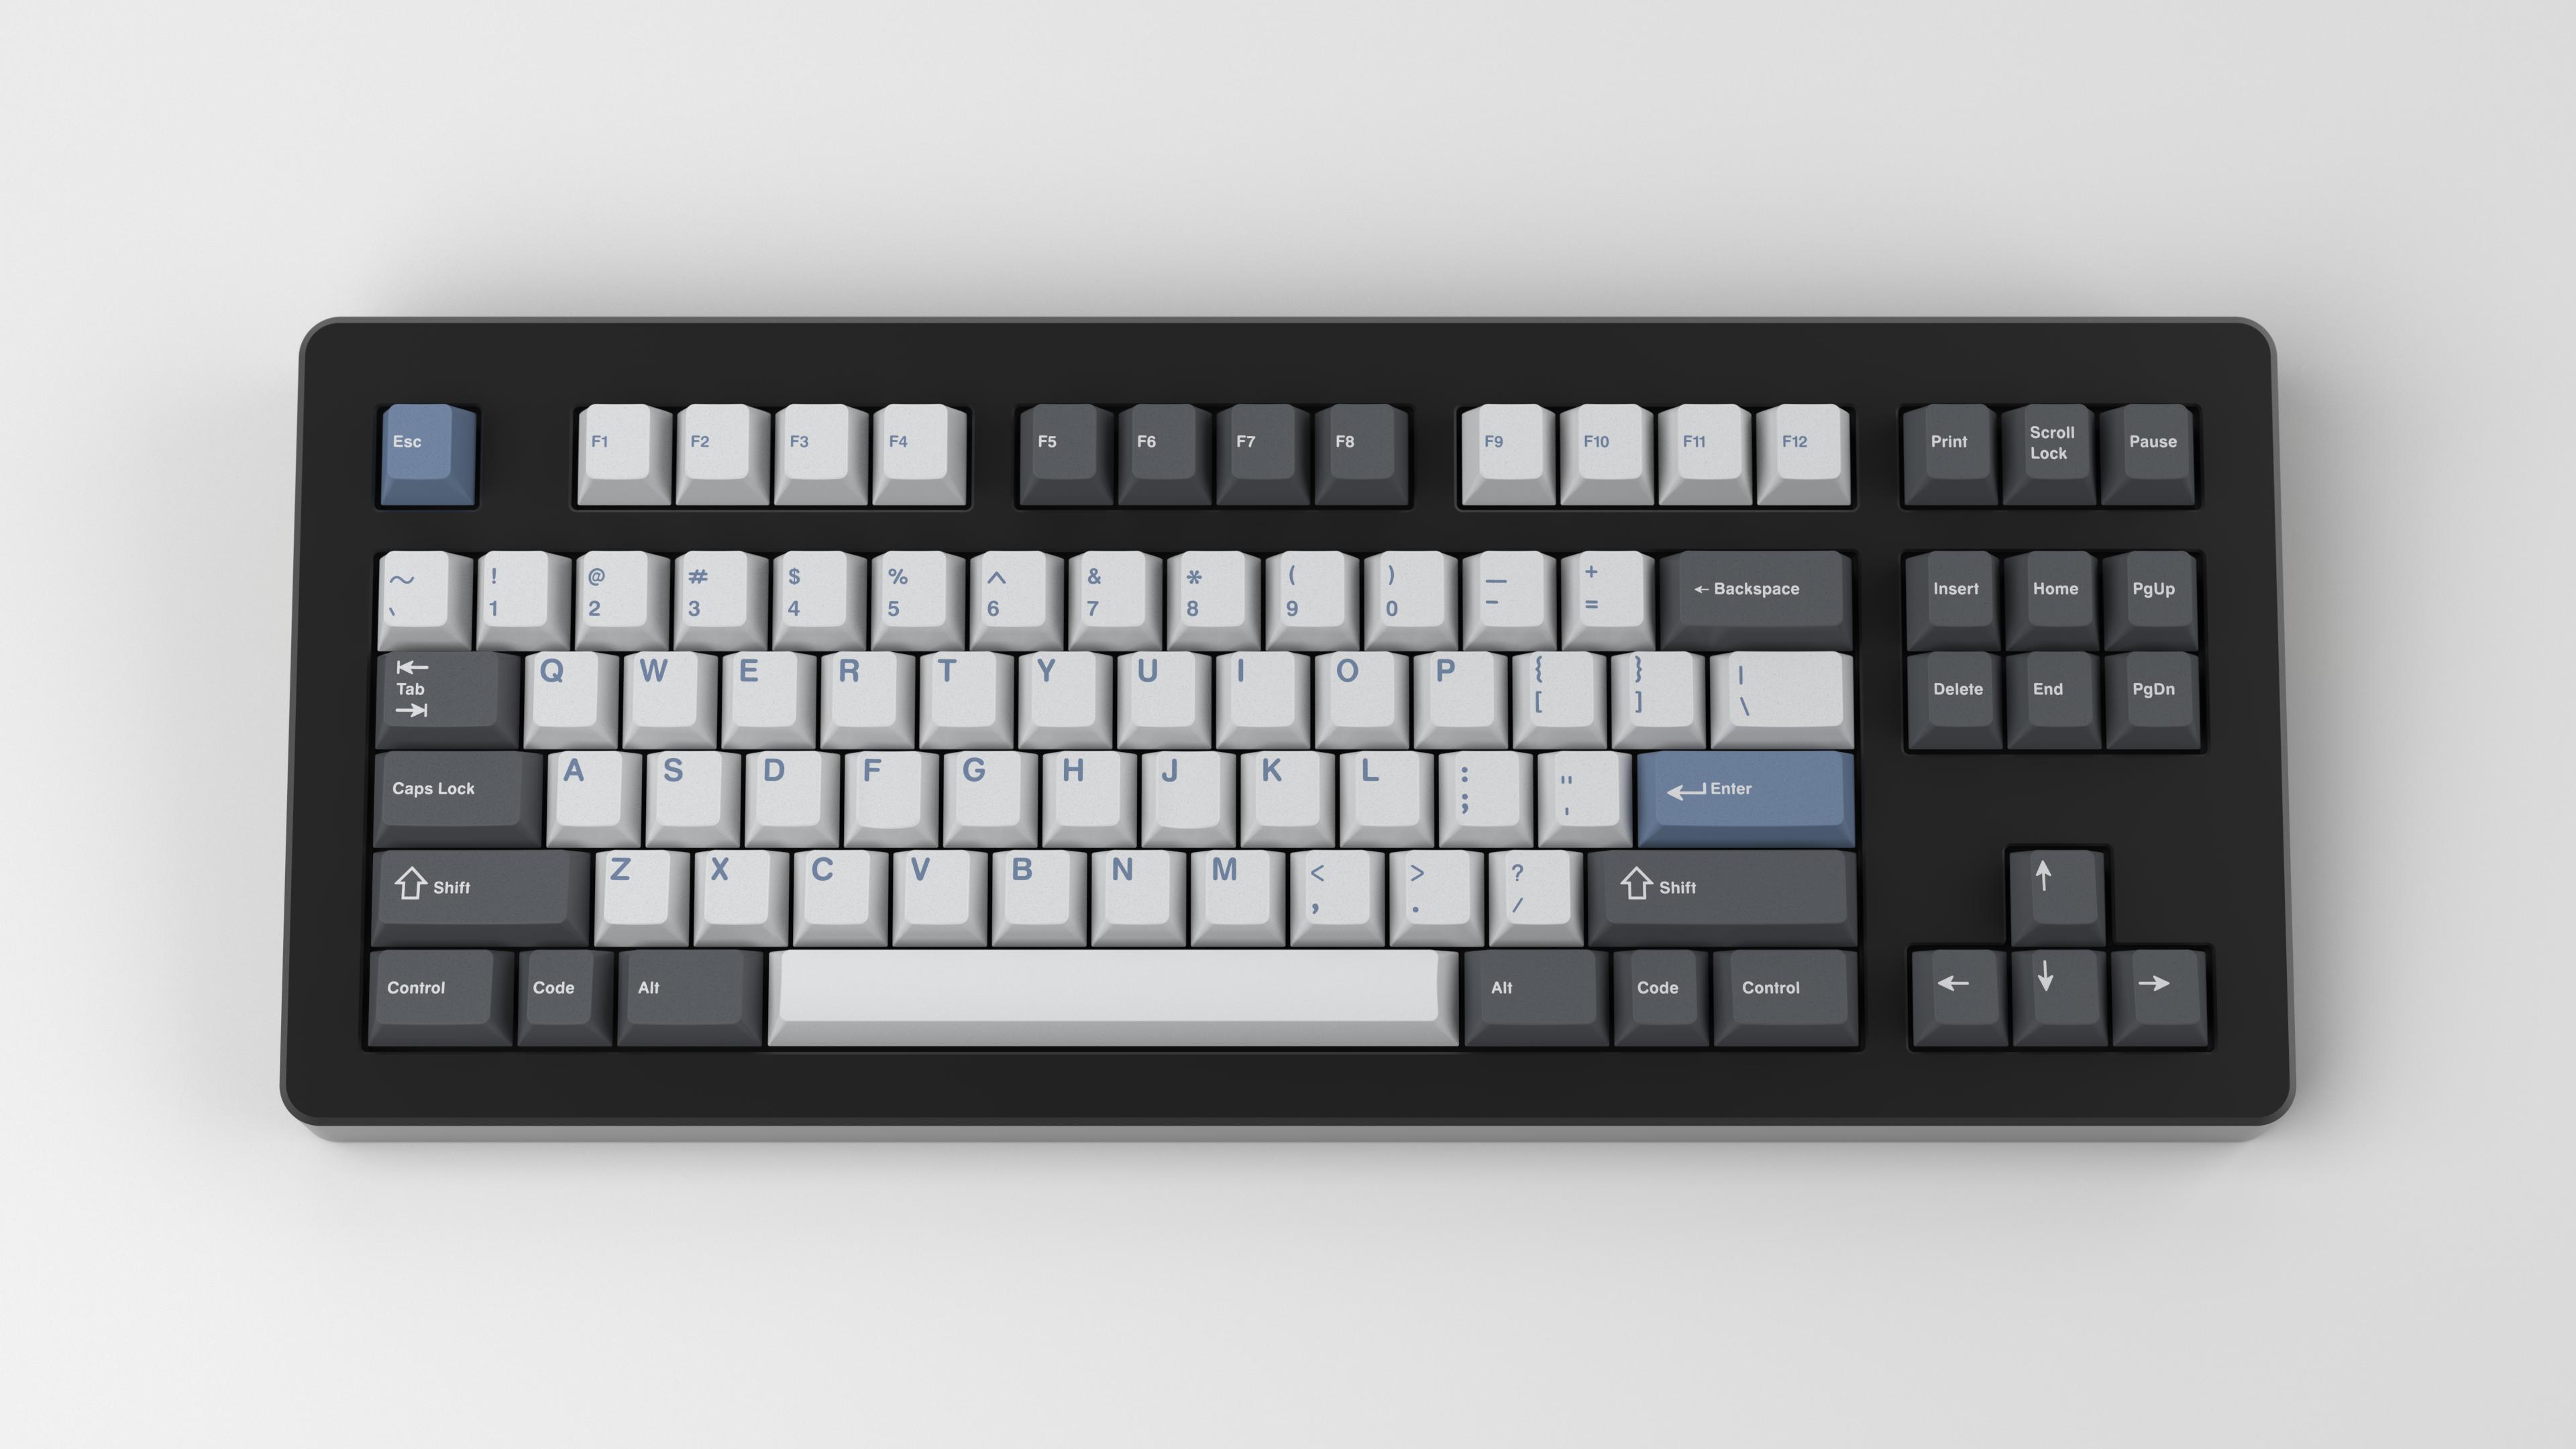 Esc F1 F2 F3 F4 F5 F6 F7 F8 F9 F10 F11 F12 Print Scroll Pause
Lock
~ ! @ # $ % ^ & * ( ) _ + ← Backspace Insert Home PgUp
` 1 2 3 4 5 6 7 8 9 0 - =
⇤ Q W E R T Y U I O P { } |
Tab [ ] \ Delete End PgDn
⇥
Caps Lock A S D F G H J K L : " ↵ Enter
; '
⇧ Shift Z X C V B N M < > ? ⇧ Shift ↑
, . /
Control Code Alt Alt Code Control ← ↓ →